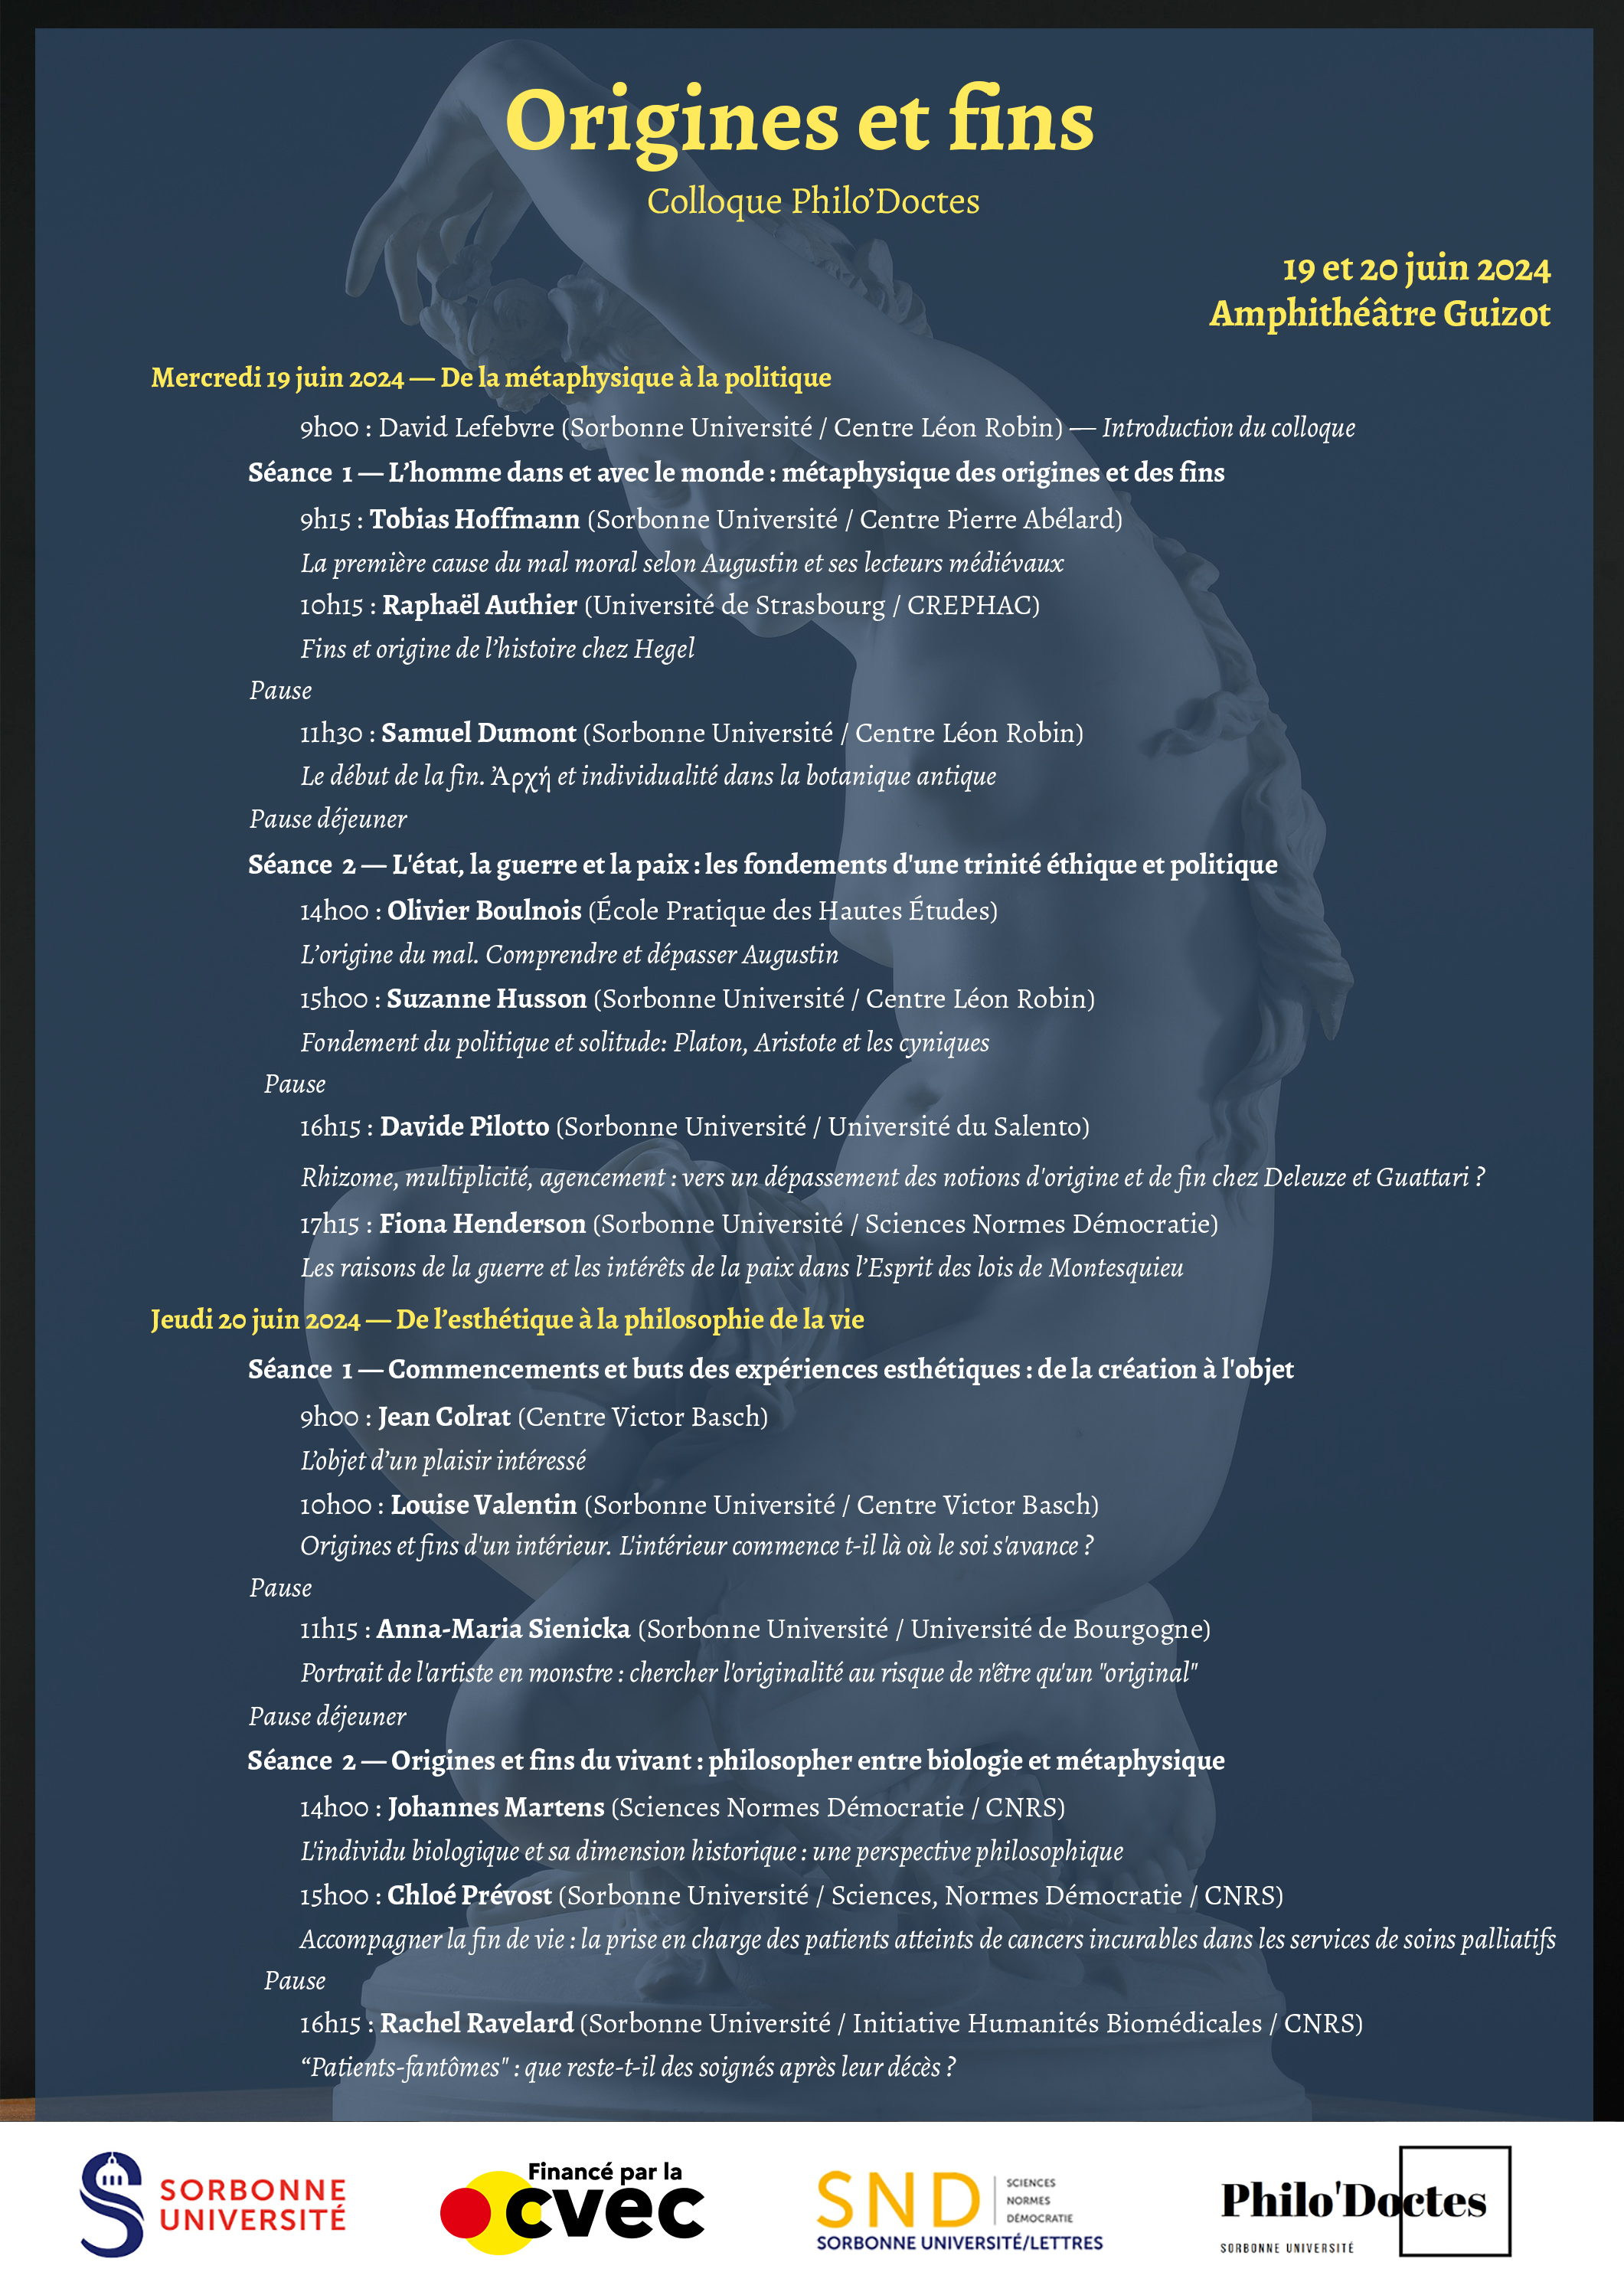 Origines et fins
Colloque Philo’Doctes
19 et 20 juin 2024
Amphithéâtre Guizot
Mercredi 19 juin 2024 — De la métaphysique à la politique
9h00 : David Lefebvre (Sorbonne Université / Centre Léon Robin) — Introduction du colloque
Séance 1 — L’homme dans et avec le monde : métaphysique des origines et des fins
9h15 : Tobias Hoffmann (Sorbonne Université / Centre Pierre Abélard)
La première cause du mal moral selon Augustin et ses lecteurs médiévaux
10h15 : Raphaël Authier (Université de Strasbourg / CREPHAC)
Fins et origine de l’histoire chez Hegel
Pause
11h30 : Samuel Dumont (Sorbonne Université / Centre Léon Robin)
Le début de la fin. Ἀρχή et individualité dans la botanique antique
Pause déjeuner
Séance 2 — L'état, la guerre et la paix : les fondements d'une trinité éthique et politique
14h00 : Olivier Boulnois (École Pratique des Hautes Études)
L’origine du mal. Comprendre et dépasser Augustin
15h00 : Suzanne Husson (Sorbonne Université / Centre Léon Robin)
Fondement du politique et solitude: Platon, Aristote et les cyniques
Pause
16h15 : Davide Pilotto (Sorbonne Université / Université du Salento)
Rhizome, multiplicité, agencement : vers un dépassement des notions d'origine et de fin chez Deleuze et Guattari ?
17h15 : Fiona Henderson (Sorbonne Université / Sciences Normes Démocratie)
Les raisons de la guerre et les intérêts de la paix dans l’Esprit des lois de Montesquieu
Jeudi 20 juin 2024 — De l’esthétique à la philosophie de la vie
Séance 1 — Commencements et buts des expériences esthétiques : de la création à l'objet
9h00 : Jean Colrat (Centre Victor Basch)
L’objet d’un plaisir intéressé
10h00 : Louise Valentin (Sorbonne Université / Centre Victor Basch)
Origines et fins d'un intérieur. L'intérieur commence t-il là où le soi s'avance ?
Pause
11h15 : Anna-Maria Sienicka (Sorbonne Université / Université de Bourgogne)
Portrait de l'artiste en monstre : chercher l'originalité au risque de n'être qu'un "original"
Pause déjeuner
Séance 2 — Origines et fins du vivant : philosopher entre biologie et métaphysique
14h00 : Johannes Martens (Sciences Normes Démocratie / CNRS)
L'individu biologique et sa dimension historique : une perspective philosophique
15h00 : Chloé Prévost (Sorbonne Université / Sciences, Normes Démocratie / CNRS)
Accompagner la fin de vie : la prise en charge des patients atteints de cancers incurables dans les services de soins palliatifs
Pause
16h15 : Rachel Ravelard (Sorbonne Université / Initiative Humanités Biomédicales / CNRS)
“Patients-fantômes" : que reste-t-il des soignés après leur décès ?
SORBONNE
UNIVERSITÉ
Financé par la
cvec
SND
SCIENCES
NORMES
DÉMOCRATIE
SORBONNE UNIVERSITÉ/LETTRES
Philo'Doctes
SORBONNE UNIVERSITÉ